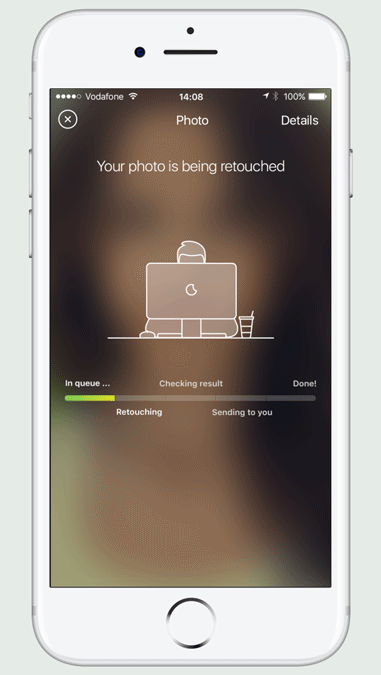 Vodafone 14:08 100%
Photo Details
Your photo is being retouched
In queue ... Checking result Done!
Retouching Sending to you